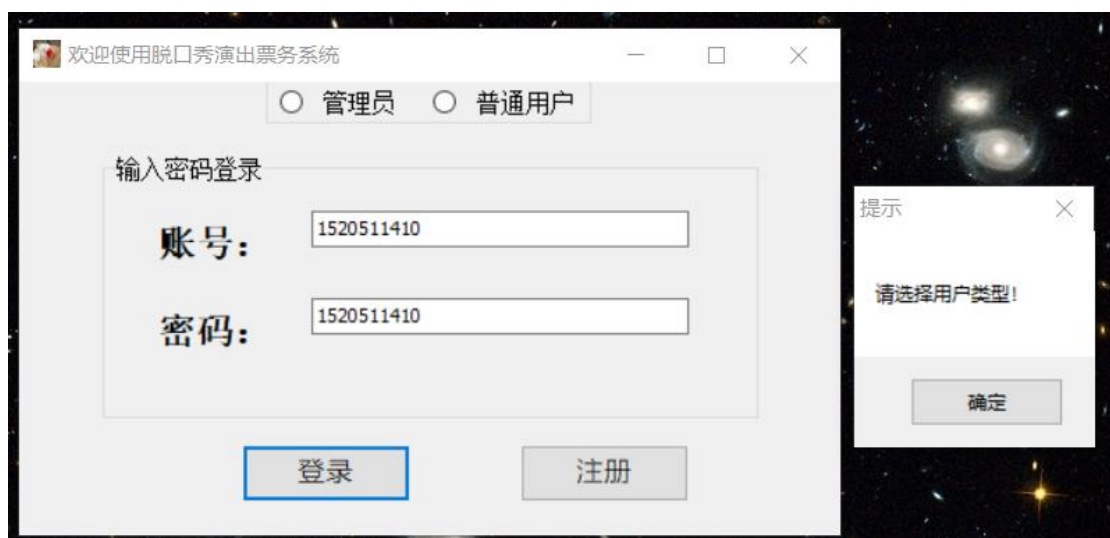 欢迎使用脱口秀演出票务系统
管理员 普通用户
输入密码登录
账号： 1520511410
密码： 1520511410
登录 注册
提示
请选择用户类型!
确定